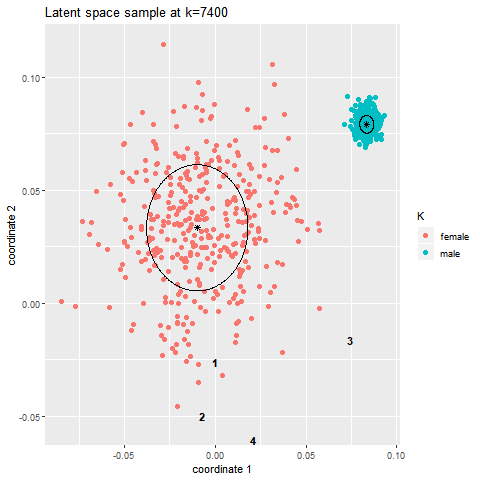 Latent space sample at k=7400
0.10
0.05
0.00
-0.05
coordinate 2
1
2
3
4
-0.05
0.00
0.05
0.10
coordinate 1
K
female
male